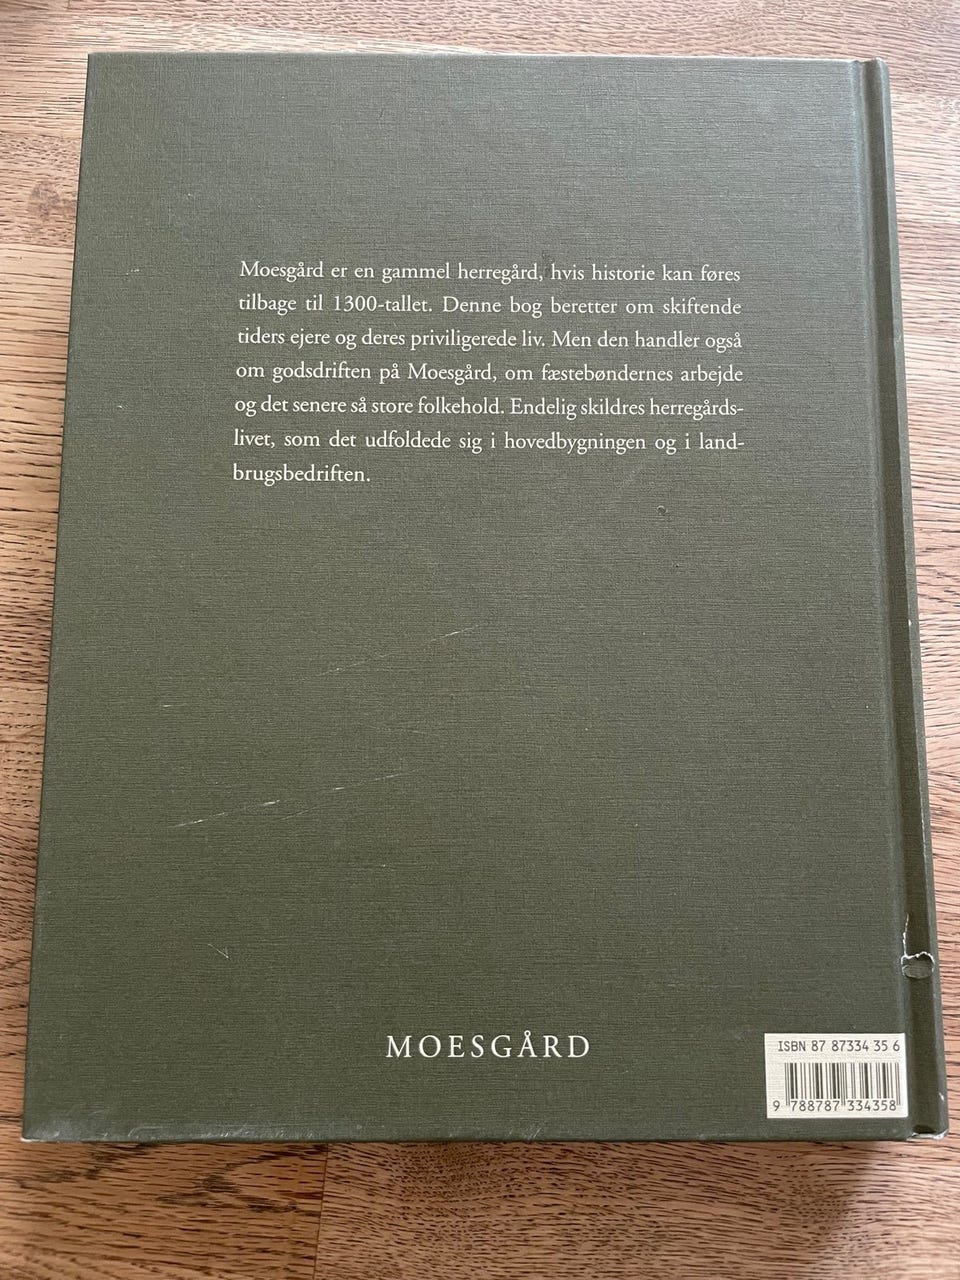 Moesgård er en gammel herregård, hvis historie kan føres
tilbage til 1300-tallet. Denne bog beretter om skiftende
tiders ejere og deres priviligerede liv. Men den handler også
om godsdriften på Moesgård, om fæstebøndernes arbejde
og det senere så store folkehold. Endelig skildres herregårds-
livet, som det udfoldede sig i hovedbygningen og i land-
brugsbedriften.
MOESGÅRD
ISBN 87 87334 35 6
9 788787 334358